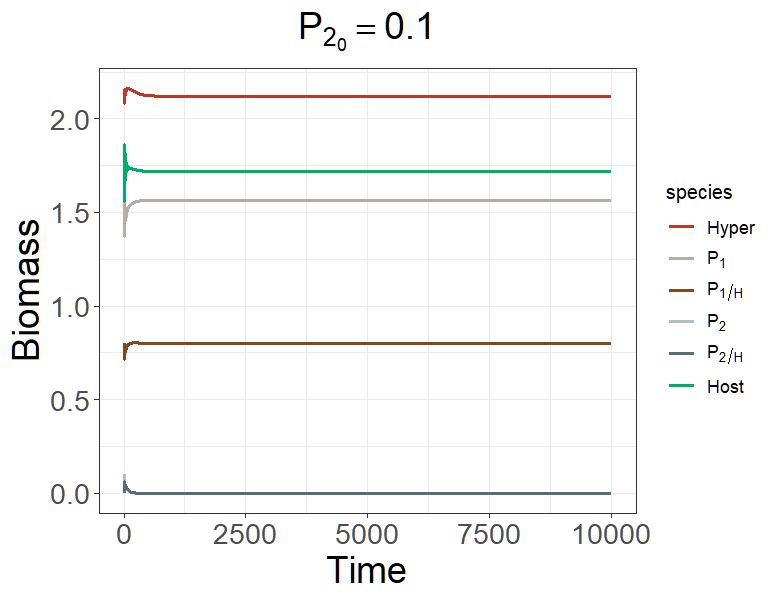 P₂₀ = 0.1
Biomass
2.0
1.5
1.0
0.5
0.0
0 2500 5000 7500 10000
Time
species
Hyper
P₁
P₁/H
P₂
P₂/H
Host